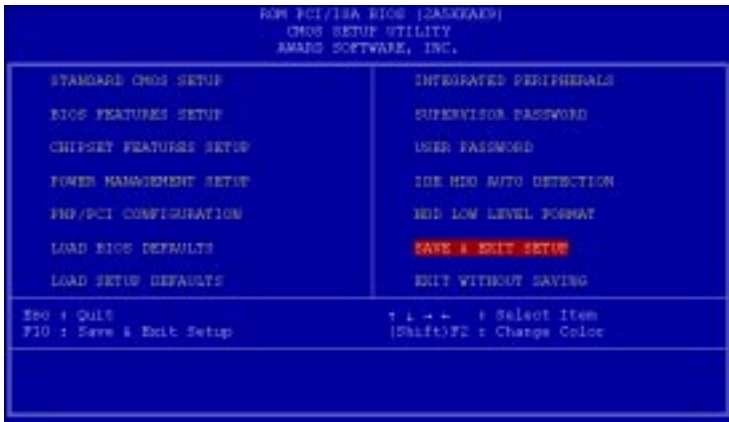 ROM PCI/ISA BIOS
CMOS SETUP UTILITY
AWARD SOFTWARE, INC.
STANDARD CMOS SETUP
BIOS FEATURES SETUP
CHIPSET FEATURES SETUP
POWER MANAGEMENT SETUP
PNP/PCI CONFIGURATION
LOAD BIOS DEFAULTS
LOAD SETUP DEFAULTS
INTEGRATED PERIPHERALS
SUPERVISOR PASSWORD
USER PASSWORD
IDE HDD AUTO DETECTION
HDD LOW LEVEL FORMAT
SAVE & EXIT SETUP
EXIT WITHOUT SAVING
Esc : Quit
F10 : Save & Exit Setup
↑ ↓ → ← : Select Item
(Shift)F2 : Change Color